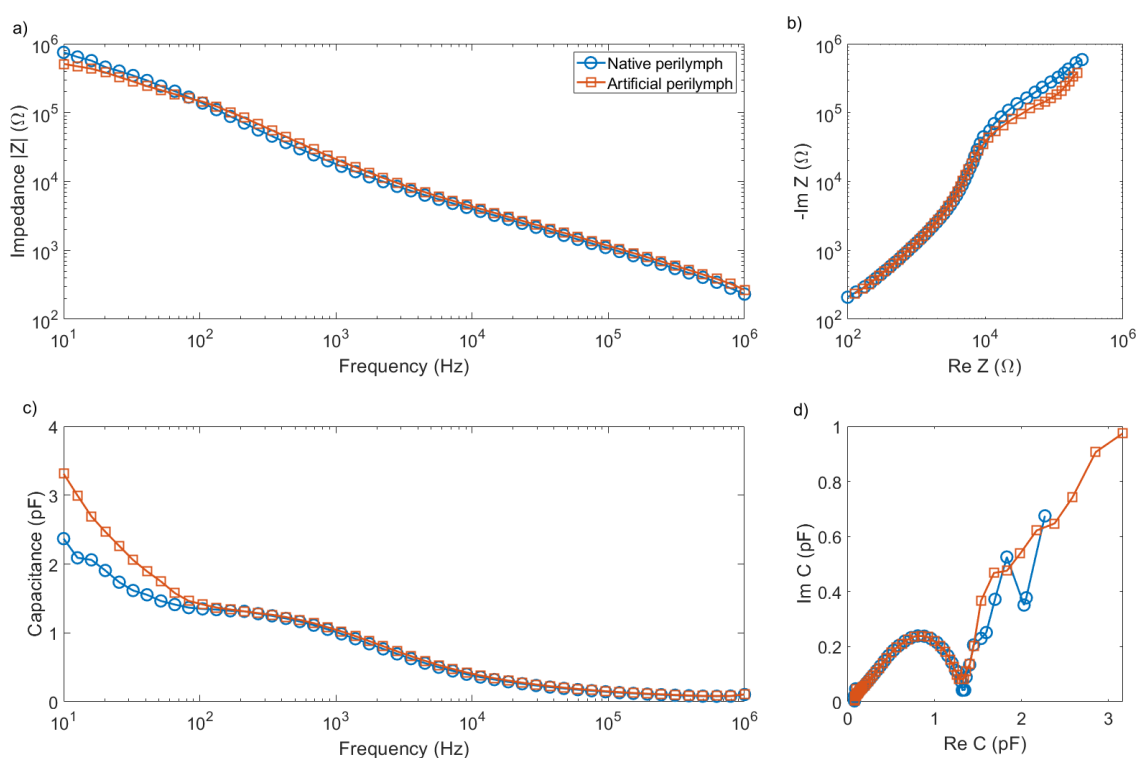 a)
10^6
10^5
10^4
10^3
10^2
Impedance |Z| (Ω)
Native perilymph
Artificial perilymph
10^1 10^2 10^3 10^4 10^5 10^6
Frequency (Hz)
b)
10^6
10^5
10^4
10^3
10^2
-Im Z (Ω)
10^2 10^4 10^6
Re Z (Ω)
c)
4
3
2
1
0
Capacitance (pF)
10^1 10^2 10^3 10^4 10^5 10^6
Frequency (Hz)
d)
1
0.8
0.6
0.4
0.2
0
Im C (pF)
0 1 2 3
Re C (pF)